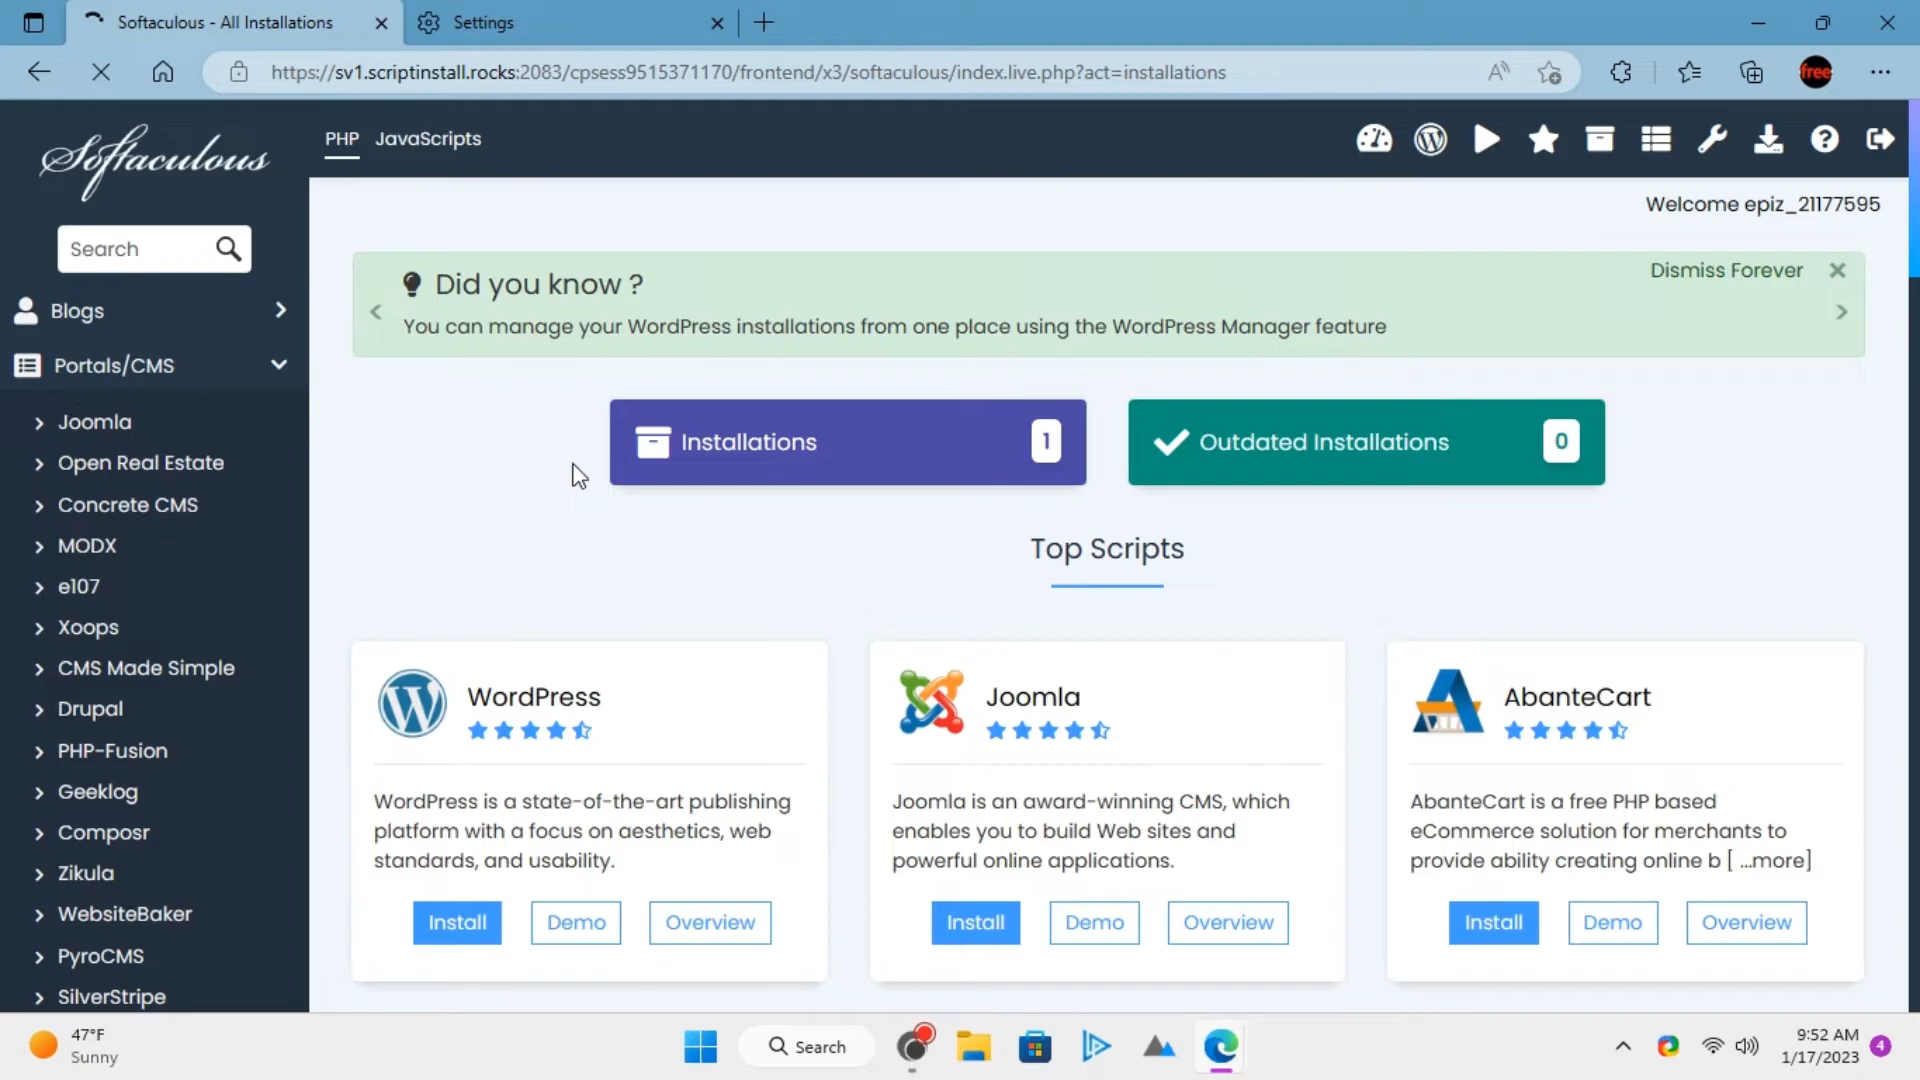 Softaculous - All Installations
Settings
https://sv1.scriptinstall.rocks:2083/cpsess9515371170/frontend/x3/softaculous/index.live.php?act=installations
free
Softaculous
PHP
JavaScripts
Welcome epiz_21177595
Search
Did you know ?
Dismiss Forever
You can manage your WordPress installations from one place using the WordPress Manager feature
Blogs
Portals/CMS
Joomla
Open Real Estate
Concrete CMS
MODX
e107
Xoops
CMS Made Simple
Drupal
PHP-Fusion
Geeklog
Composr
Zikula
WebsiteBaker
PyroCMS
SilverStripe
Installations 1
Outdated Installations 0
Top Scripts
WordPress
WordPress is a state-of-the-art publishing
platform with a focus on aesthetics, web
standards, and usability.
Install Demo Overview
Joomla
Joomla is an award-winning CMS, which
enables you to build Web sites and
powerful online applications.
Install Demo Overview
AbanteCart
AbanteCart is a free PHP based
eCommerce solution for merchants to
provide ability creating online b [ ...more]
Install Demo Overview
47°F
Sunny
Search
9:52 AM
1/17/2023
4